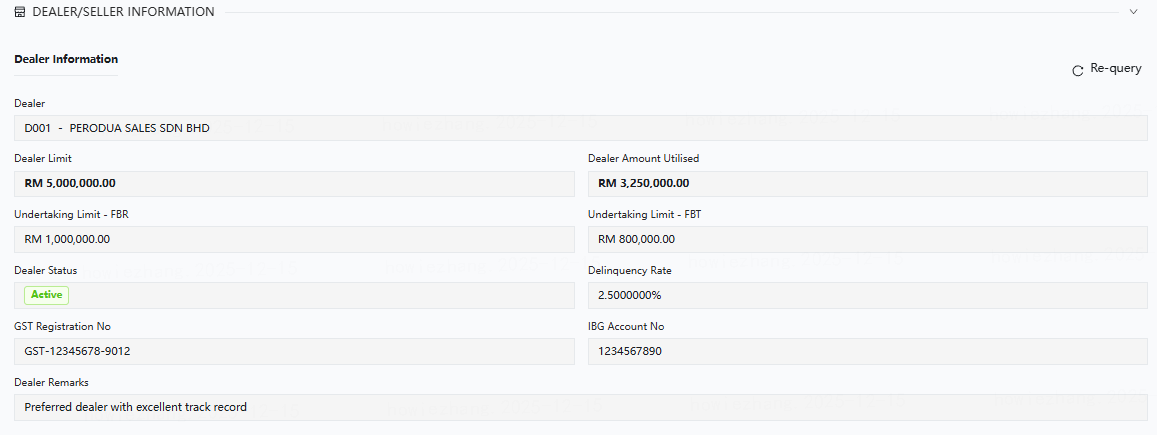 DEALER/SELLER INFORMATION
Dealer Information
Re-query
Dealer
D001 - PERODUA SALES SDN BHD
Dealer Limit
Dealer Amount Utilised
RM 5,000,000.00
RM 3,250,000.00
Undertaking Limit - FBR
Undertaking Limit - FBT
RM 1,000,000.00
RM 800,000.00
Dealer Status
Delinquency Rate
Active
2.5000000%
GST Registration No
IBG Account No
GST-12345678-9012
1234567890
Dealer Remarks
Preferred dealer with excellent track record